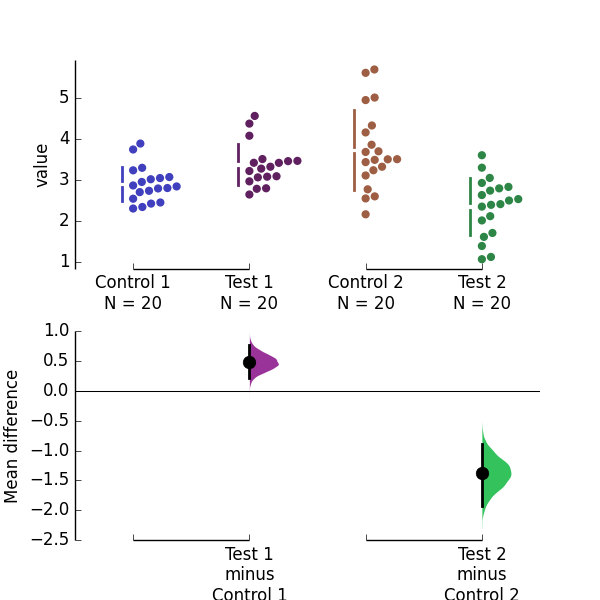 value
5
4
3
2
1
Control 1 Test 1 Control 2 Test 2
N = 20 N = 20 N = 20 N = 20
Mean difference
1.0
0.5
0.0
−0.5
−1.0
−1.5
−2.0
−2.5
Test 1 Test 2
minus minus
Control 1 Control 2